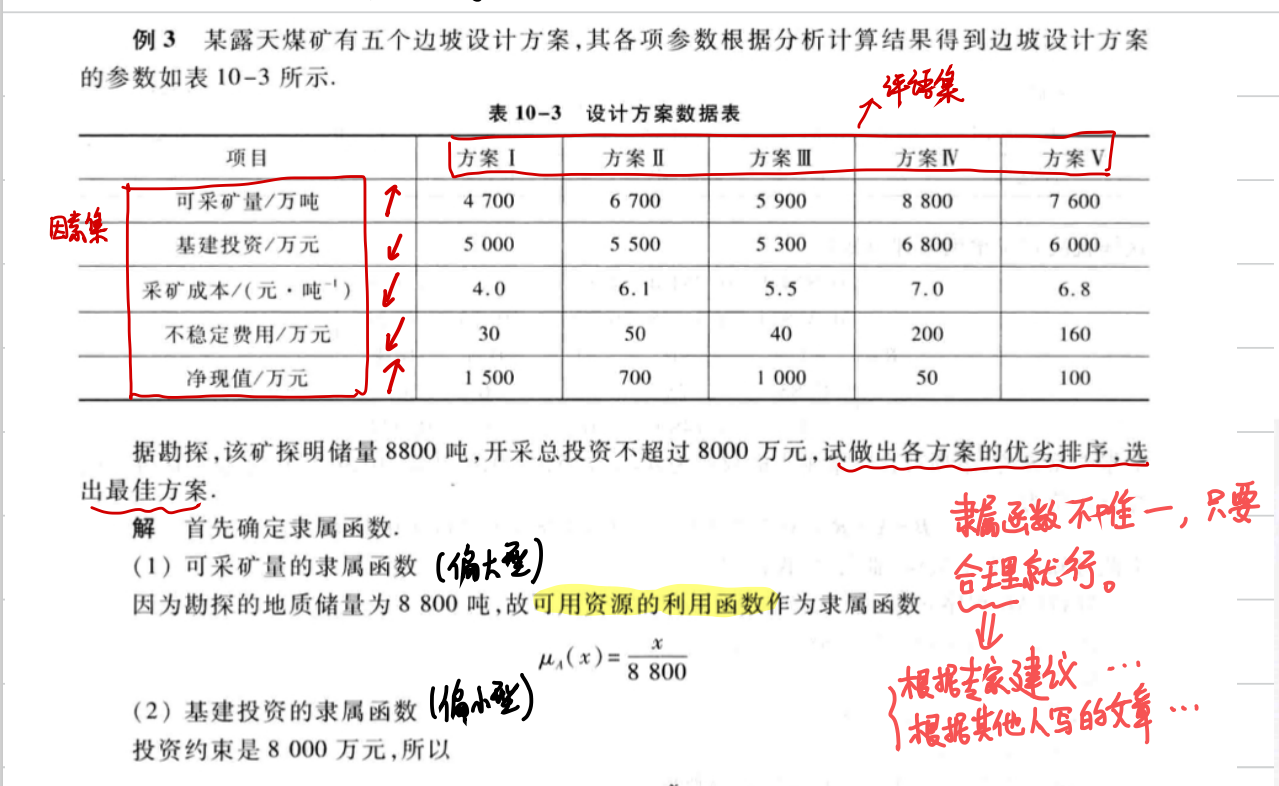 例 3 某露天煤矿有五个边坡设计方案,其各项参数根据分析计算结果得到边坡设计方案
的参数如表 10-3 所示.
评语集
表 10-3 设计方案数据表
项目 方案Ⅰ 方案Ⅱ 方案Ⅲ 方案Ⅳ 方案Ⅴ
可采矿量/万吨 ↑ 4 700 6 700 5 900 8 800 7 600
因素集
基建投资/万元 ↙ 5 000 5 500 5 300 6 800 6 000
采矿成本/(元·吨⁻¹) ↙ 4.0 6.1 5.5 7.0 6.8
不稳定费用/万元 ↙ 30 50 40 200 160
净现值/万元 ↑ 1 500 700 1 000 50 100
据勘探,该矿探明储量 8800 吨,开采总投资不超过 8000 万元,试做出各方案的优劣排序,选
出最佳方案.
解 首先确定隶属函数.
隶属函数不唯一,只要
合理就行。
(1) 可采矿量的隶属函数 (偏大型)
因为勘探的地质储量为 8 800 吨,故可用资源的利用函数作为隶属函数
μ_A(x)=x/8 800
根据专家建议 …
根据其他人写的文章 …
(2) 基建投资的隶属函数 (偏小型)
投资约束是 8 000 万元,所以